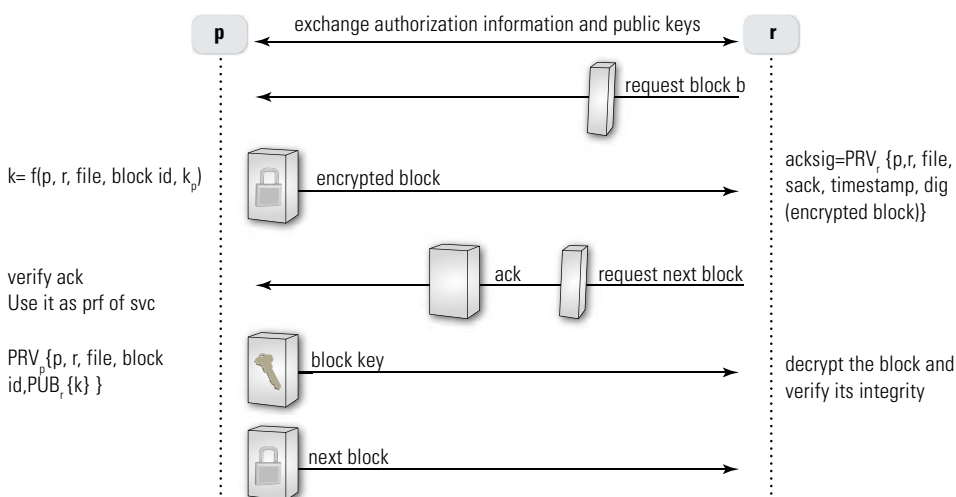 p
exchange authorization information and public keys
r
request block b
k= f(p, r, file, block id, kₚ)
encrypted block
acksig=PRVᵣ {p,r, file,
sack, timestamp, dig
(encrypted block)}
verify ack
Use it as prf of svc
ack
request next block
PRVₚ{p, r, file, block
id,PUBᵣ {k} }
block key
decrypt the block and
verify its integrity
next block